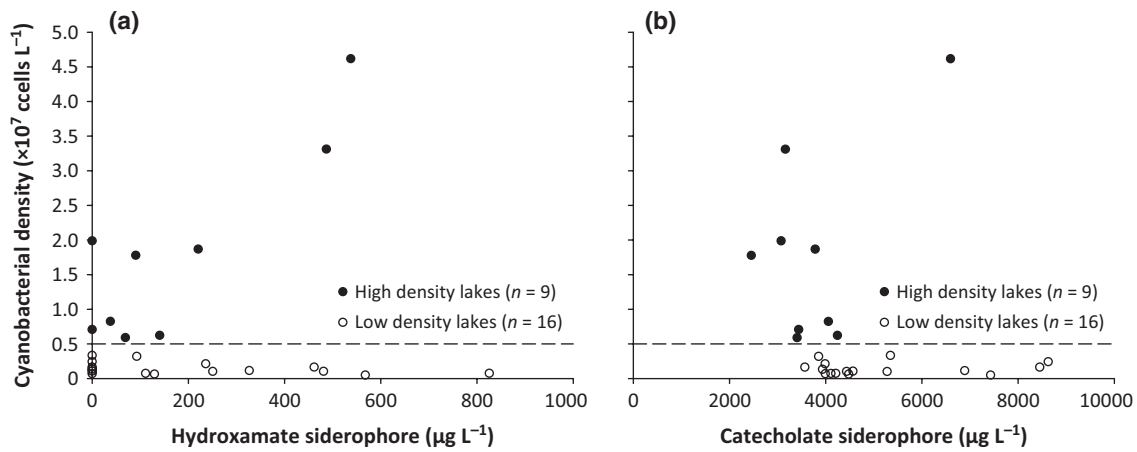 (a)
(b)
Cyanobacterial density (×10⁷ ccells L⁻¹)
5.0
4.5
4.0
3.5
3.0
2.5
2.0
1.5
1.0
0.5
0
High density lakes (n = 9)
Low density lakes (n = 16)
0 200 400 600 800 1000
Hydroxamate siderophore (µg L⁻¹)
High density lakes (n = 9)
Low density lakes (n = 16)
0 2000 4000 6000 8000 10000
Catecholate siderophore (µg L⁻¹)